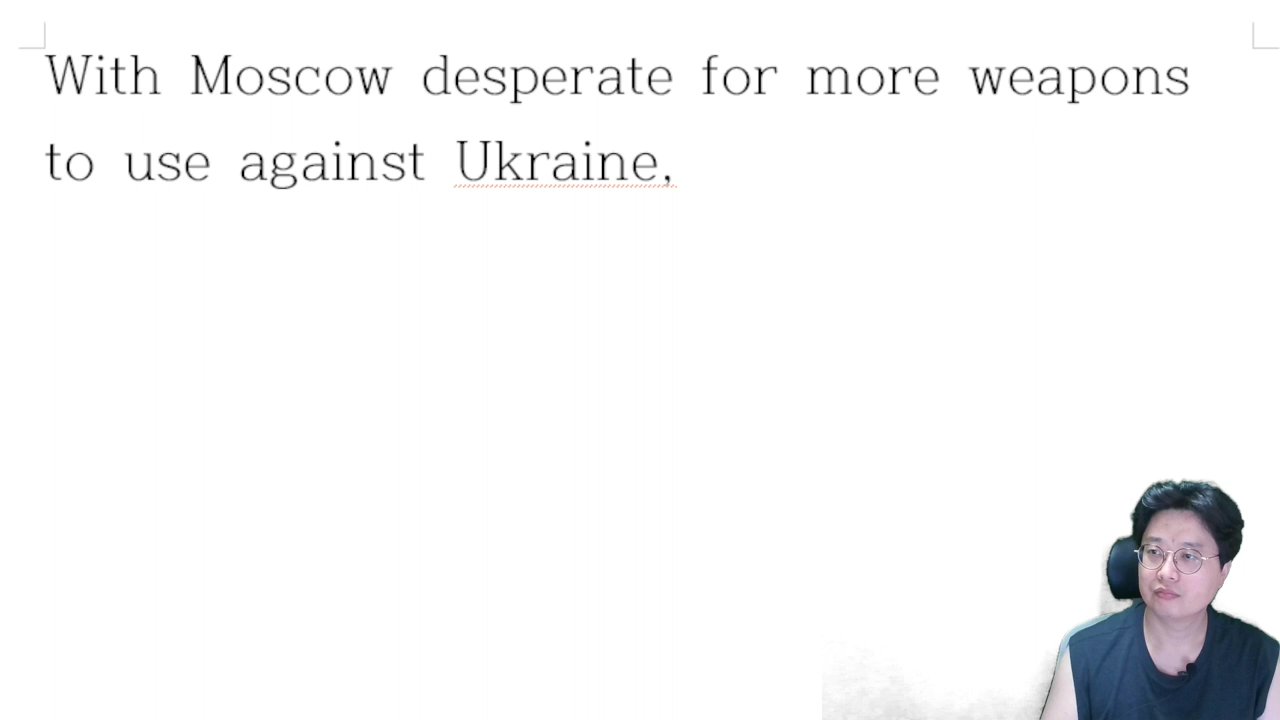 With Moscow desperate for more weapons
to use against Ukraine,